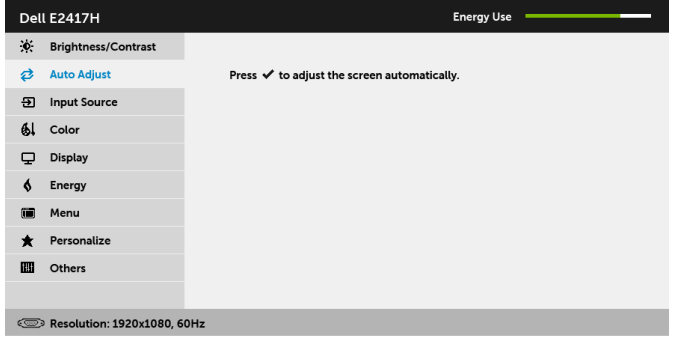 Dell E2417H
Energy Use
Brightness/Contrast
Auto Adjust
Press ✓ to adjust the screen automatically.
Input Source
Color
Display
Energy
Menu
Personalize
Others
Resolution: 1920x1080, 60Hz